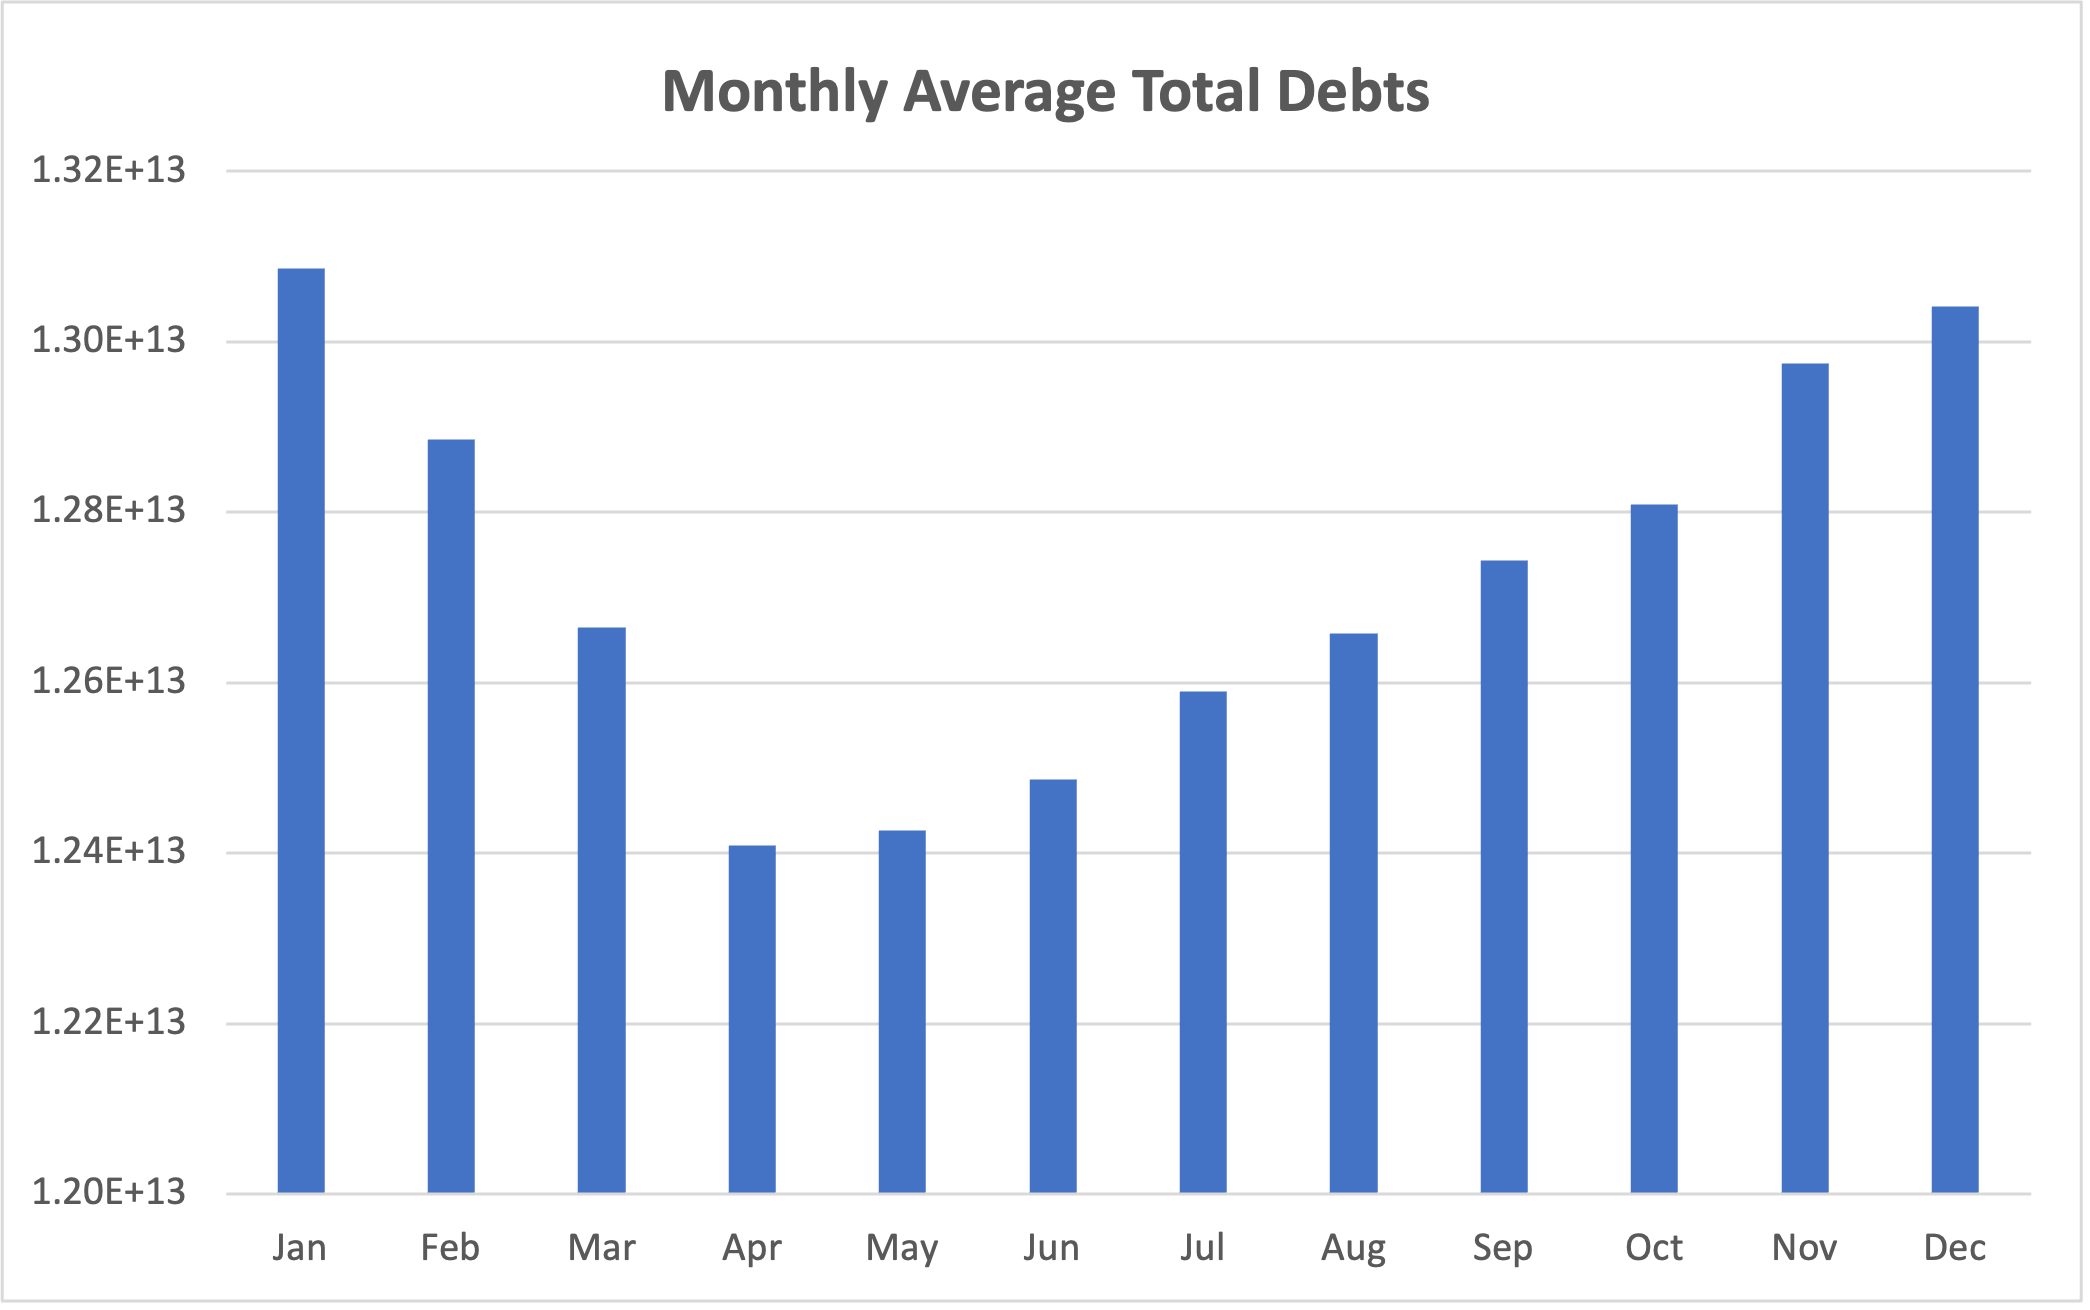 Monthly Average Total Debts
1.32E+13
1.30E+13
1.28E+13
1.26E+13
1.24E+13
1.22E+13
1.20E+13
Jan Feb Mar Apr May Jun Jul Aug Sep Oct Nov Dec